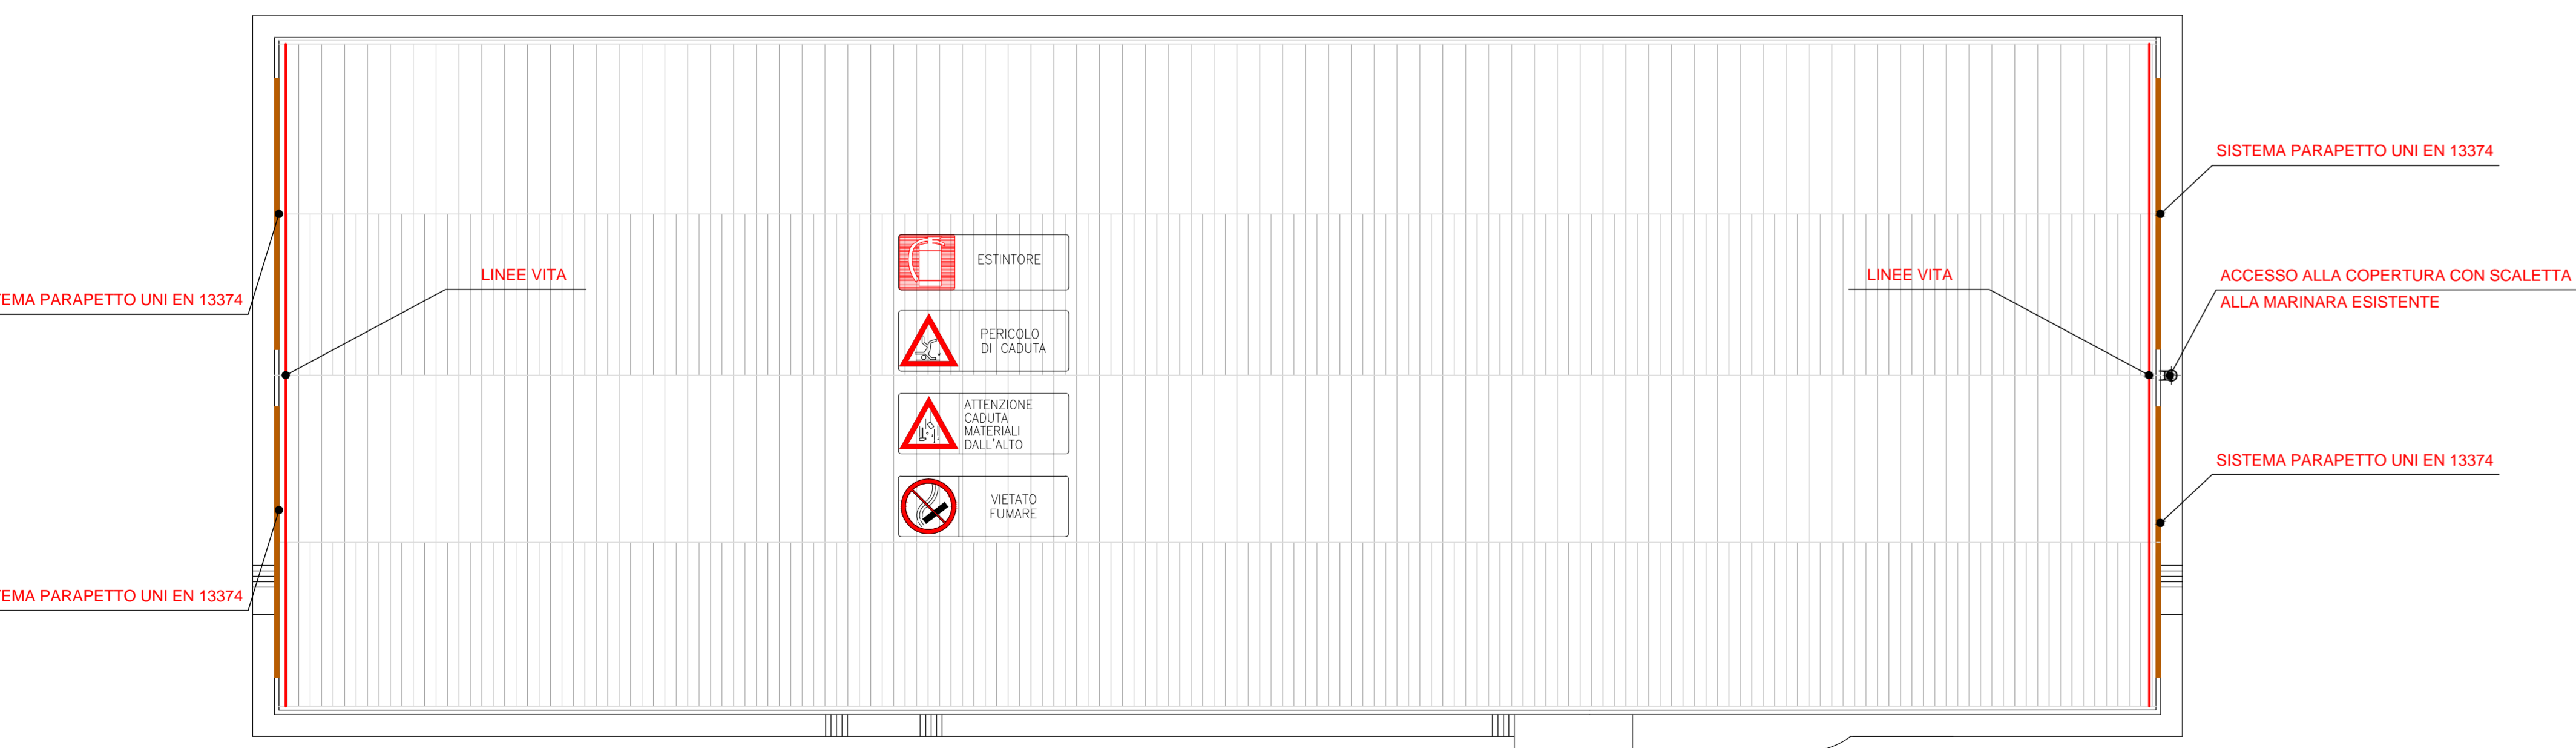 SISTEMA PARAPETTO UNI EN 13374
ESTINTORE
LINEE VITA
LINEE VITA
ACCESSO ALLA COPERTURA CON SCALETTA
ALLA MARINARA ESISTENTE
EMA PARAPETTO UNI EN 13374
PERICOLO
DI CADUTA
ATTENZIONE
CADUTA
MATERIALI
DALL'ALTO
SISTEMA PARAPETTO UNI EN 13374
VIETATO
FUMARE
EMA PARAPETTO UNI EN 13374